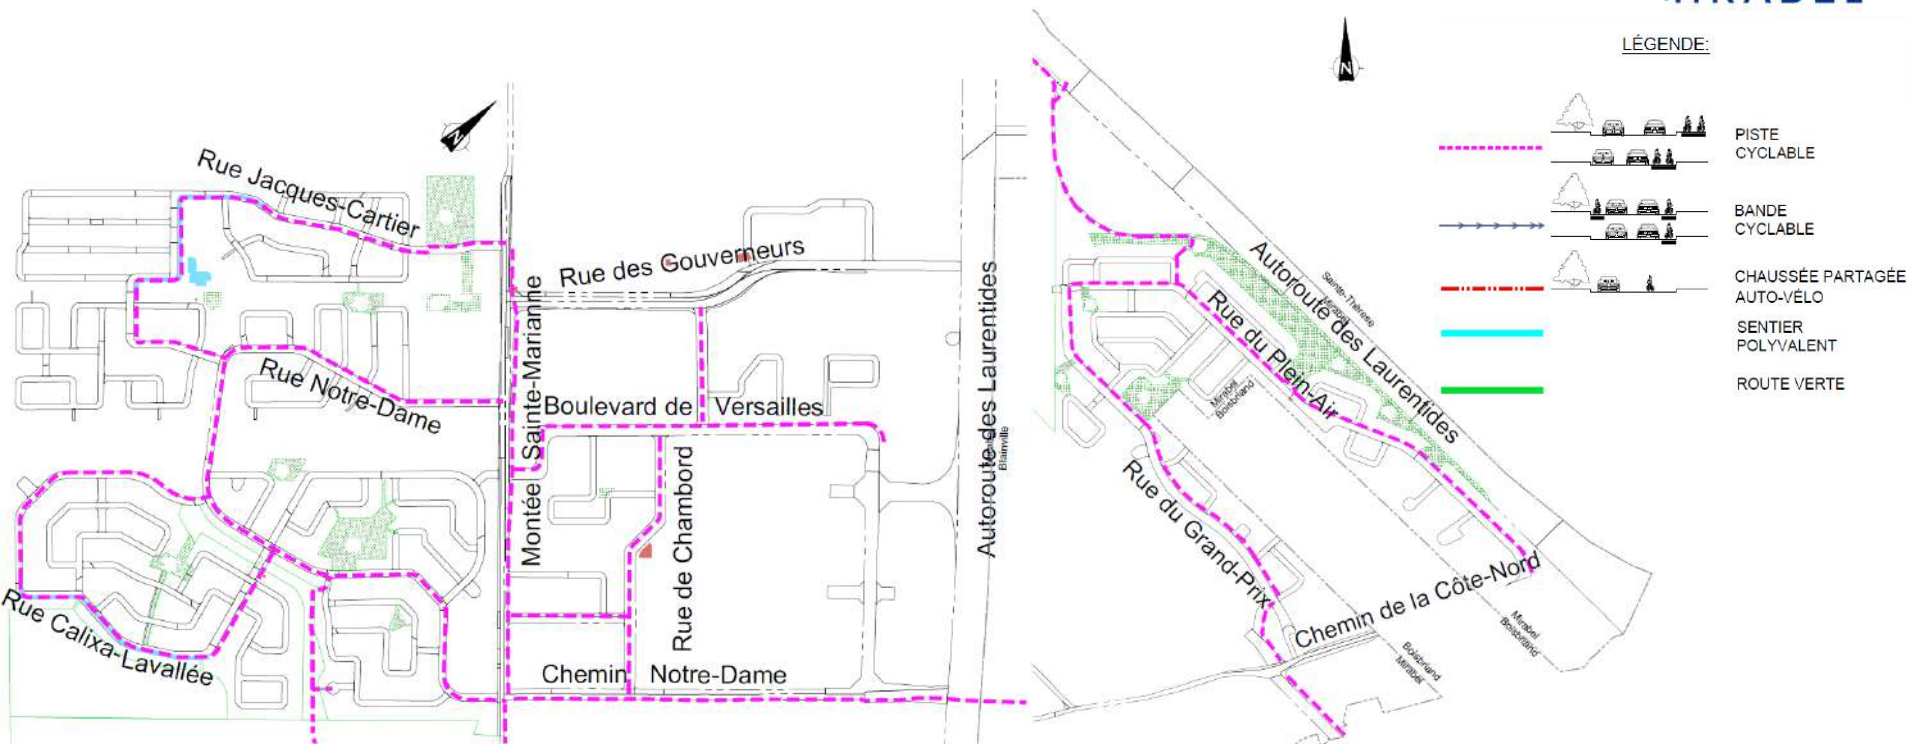 MIRABEL
LÉGENDE:
N
N
PISTE
CYCLABLE
BANDE
CYCLABLE
CHAUSSÉE PARTAGÉE
AUTO-VÉLO
SENTIER
POLYVALENT
ROUTE VERTE
Rue Jacques-Cartier
Rue des Gouverneurs
Montée Sainte-Marianne
Rue Notre-Dame
Boulevard de Versailles
Rue de Chambord
Autoroute des Laurentides
Blainville
Rue Calixa-Lavallée
Chemin Notre-Dame
Autoroute des Laurentides
Sainte-Thérèse
Mirabel
Rue du Plein-Air
Mirabel
Boisbriand
Rue du Grand-Prix
Chemin de la Côte-Nord
Mirabel
Boisbriand
Boisbriand
Mirabel